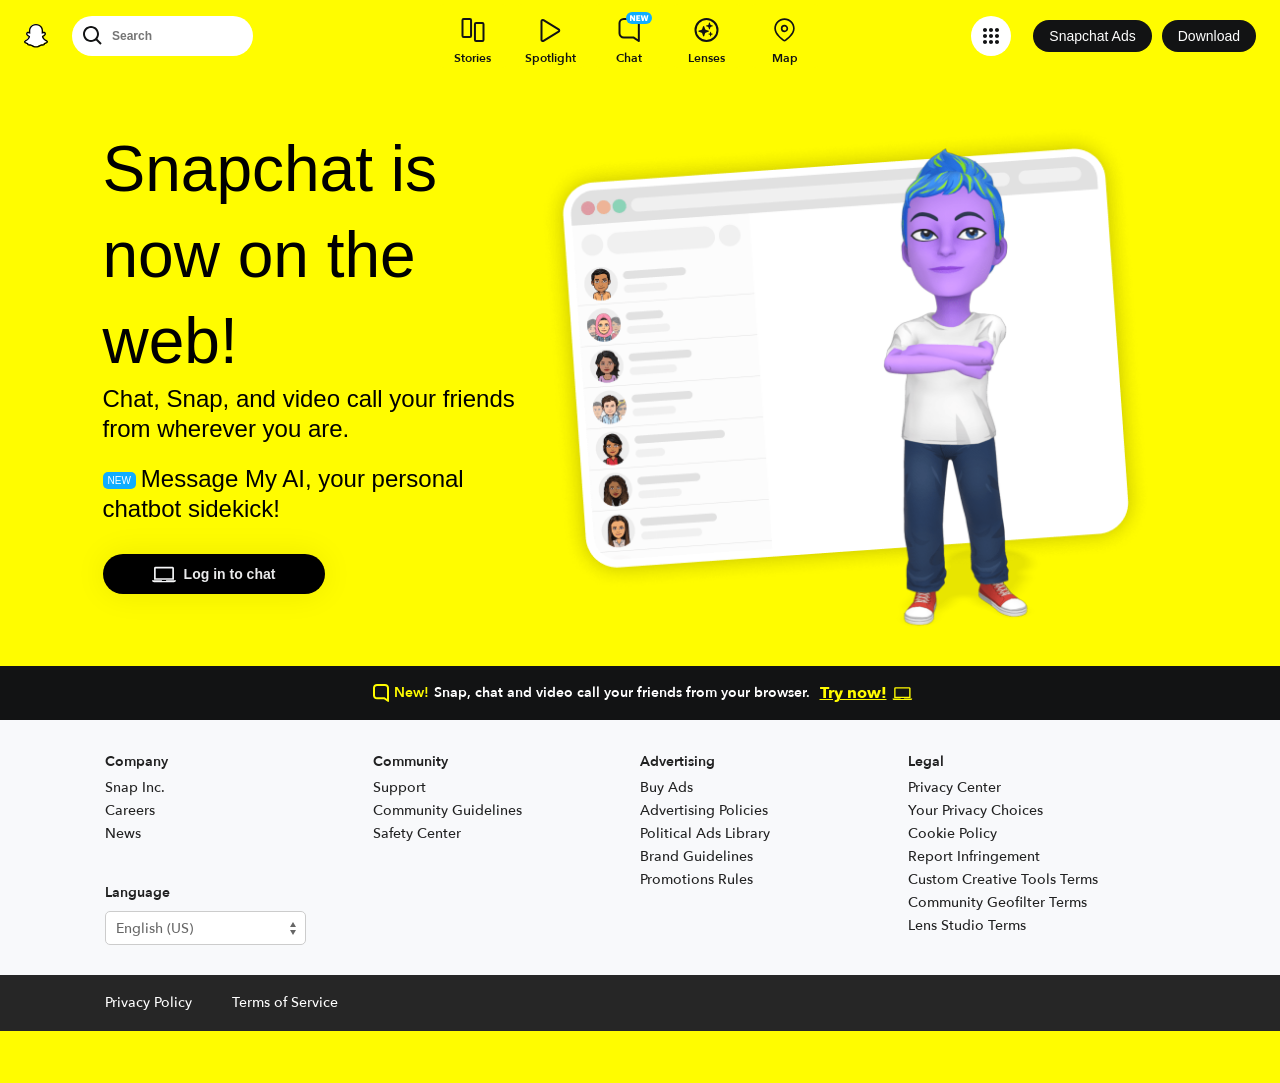 Search
Stories
Spotlight
NEW
Chat
Lenses
Map
Snapchat Ads
Download
Snapchat is
now on the
web!
Chat, Snap, and video call your friends
from wherever you are.
NEW Message My AI, your personal
chatbot sidekick!
Log in to chat
New! Snap, chat and video call your friends from your browser. Try now!
Company
Snap Inc.
Careers
News
Community
Support
Community Guidelines
Safety Center
Advertising
Buy Ads
Advertising Policies
Political Ads Library
Brand Guidelines
Promotions Rules
Legal
Privacy Center
Your Privacy Choices
Cookie Policy
Report Infringement
Custom Creative Tools Terms
Community Geofilter Terms
Lens Studio Terms
Language
English (US)
Privacy Policy
Terms of Service